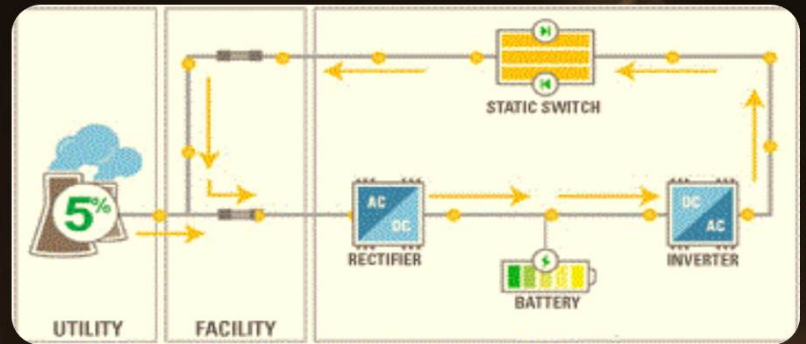 STATIC SWITCH
5%
AC
DC
RECTIFIER
DC
AC
INVERTER
BATTERY
UTILITY
FACILITY